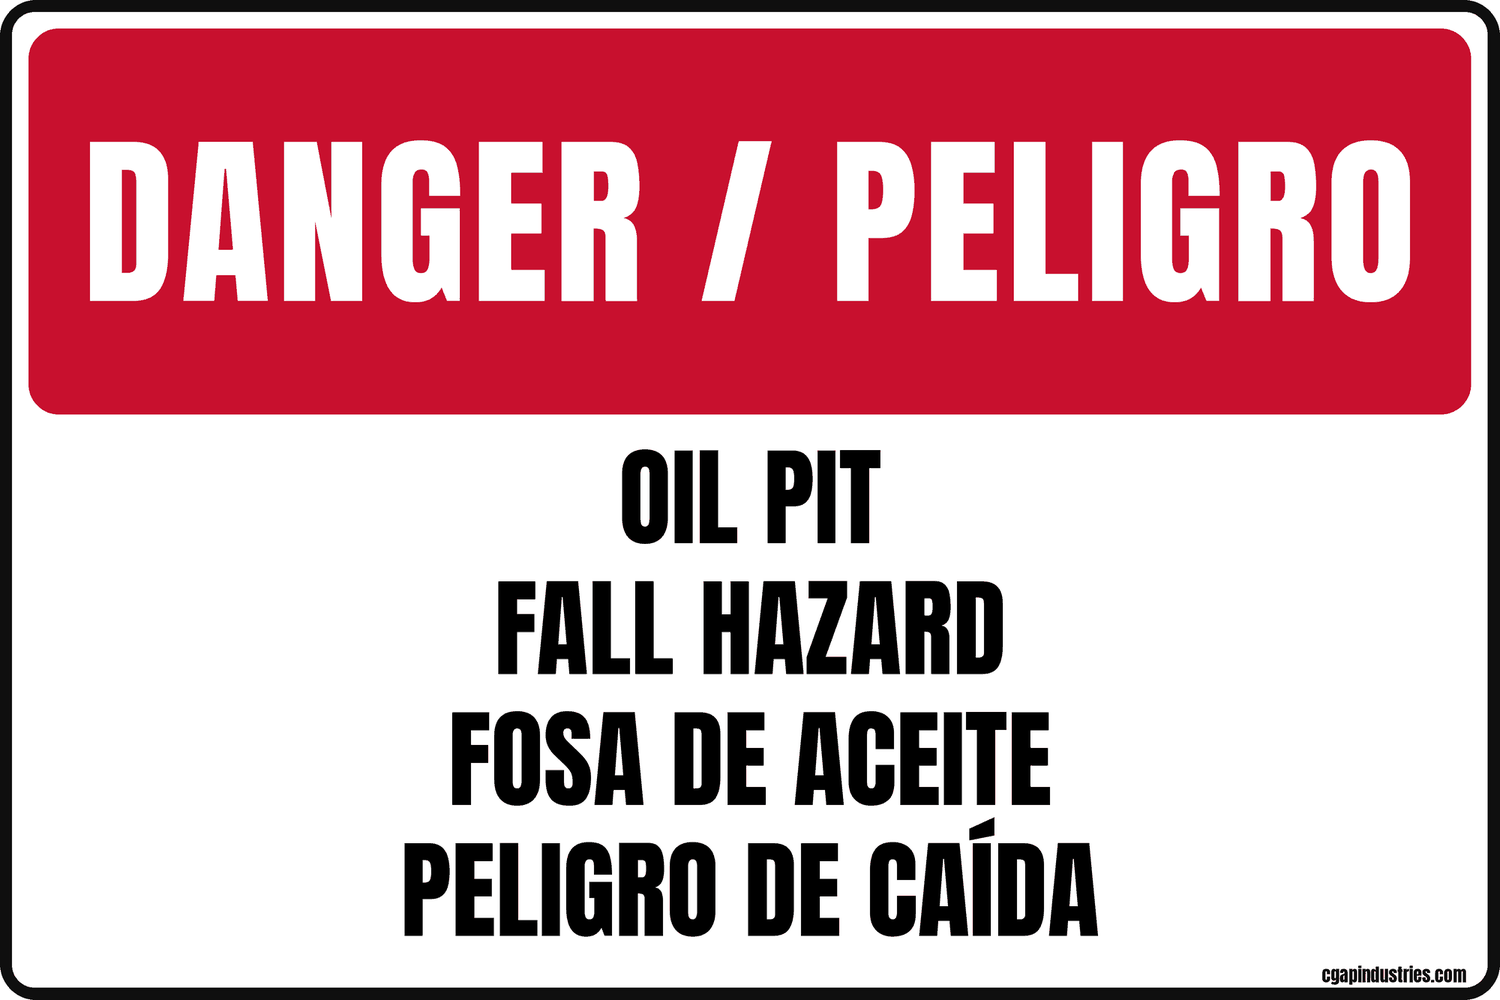 DANGER / PELIGRO
OIL PIT
FALL HAZARD
FOSA DE ACEITE
PELIGRO DE CAÍDA
cgapindustries.com